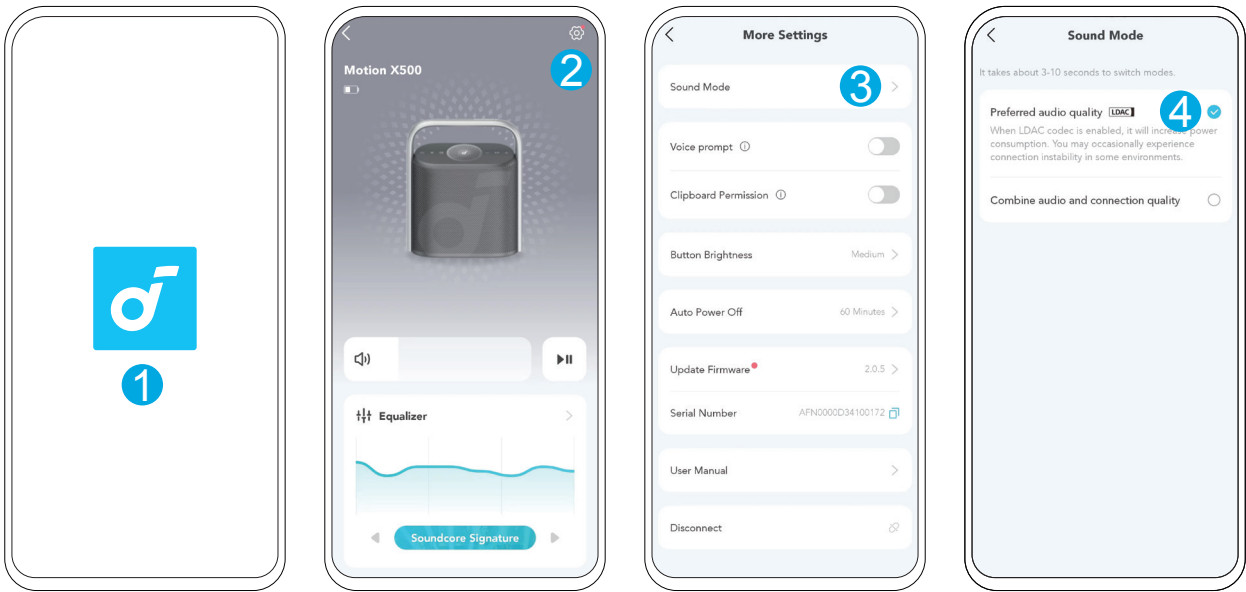 1
2
Motion X500
Equalizer
Soundcore Signature
More Settings
Sound Mode
3
Voice prompt
Clipboard Permission
Button Brightness Medium
Auto Power Off 60 Minutes
Update Firmware 2.0.5
Serial Number AFN0000D34100172
User Manual
Disconnect
Sound Mode
It takes about 3-10 seconds to switch modes.
Preferred audio quality LDAC
4
When LDAC codec is enabled, it will increase power
consumption. You may occasionally experience
connection instability in some environments.
Combine audio and connection quality